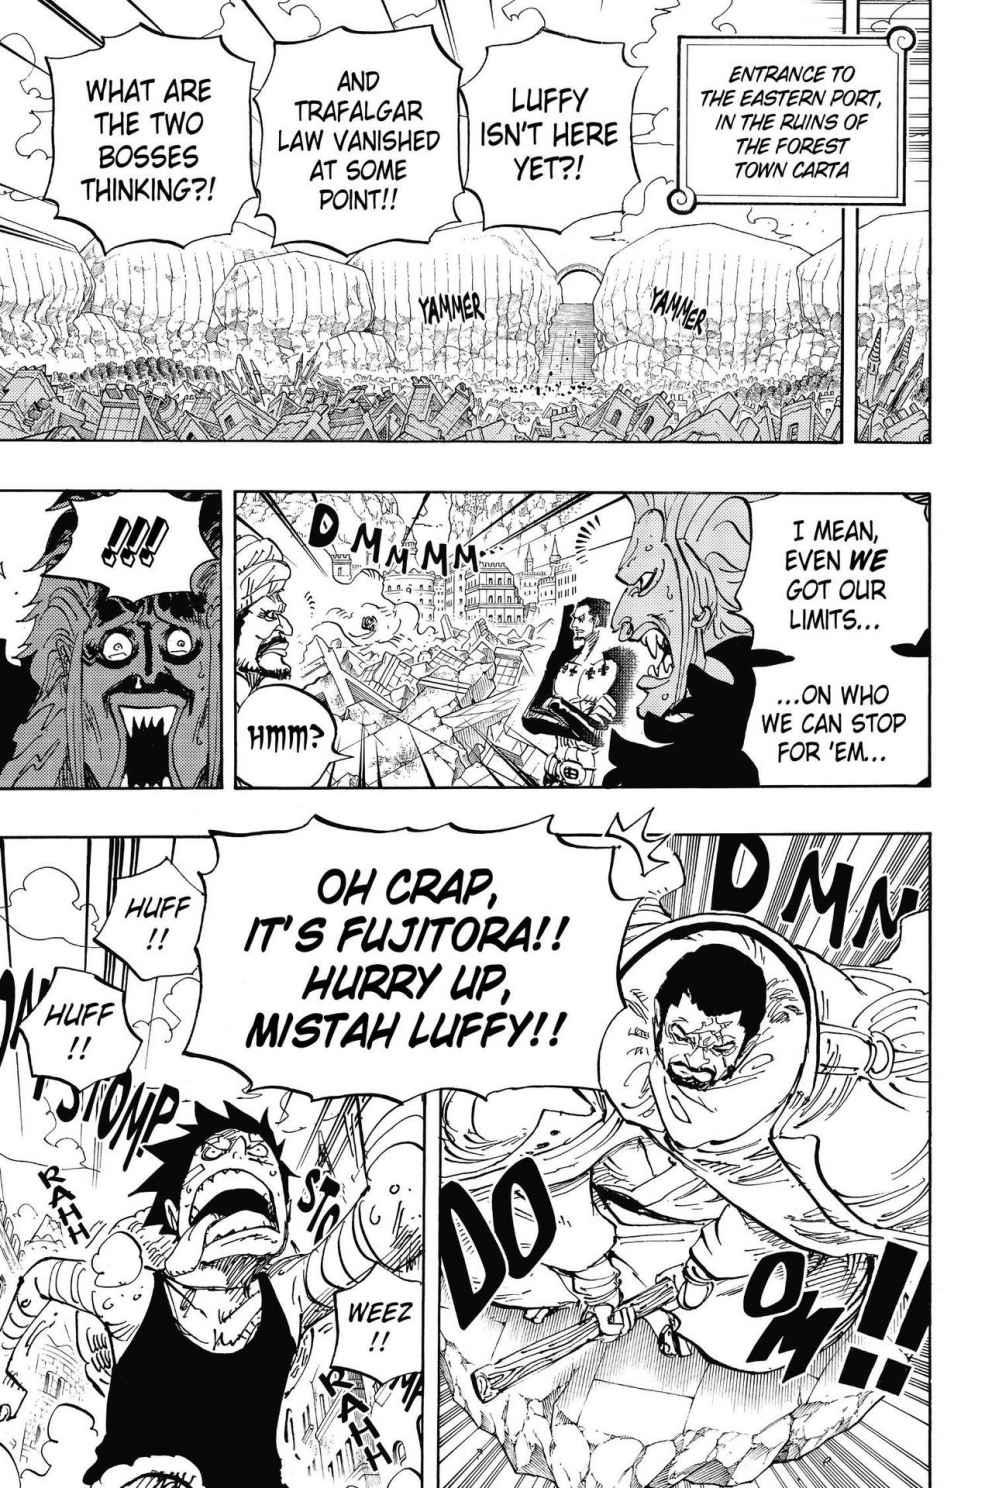 ENTRANCE TO
THE EASTERN PORT,
IN THE RUINS OF
THE FOREST
TOWN CARTA
LUFFY
ISN'T HERE
YET?!
AND
TRAFALGAR
LAW VANISHED
AT SOME
POINT!!
WHAT ARE
THE TWO
BOSSES
THINKING?!
YAMMER
YAMMER
I MEAN,
EVEN WE
GOT OUR
LIMITS...
...ON WHO
WE CAN STOP
FOR 'EM...
DMMMM
HMM?
!!!!
DMMM
OH CRAP,
IT'S FUJITORA!!
HURRY UP,
MISTAH LUFFY!!
DOOOM!!
HUFF
!!
HUFF
!!
STOMP
RAHH
WEEZ
!!
RAHH